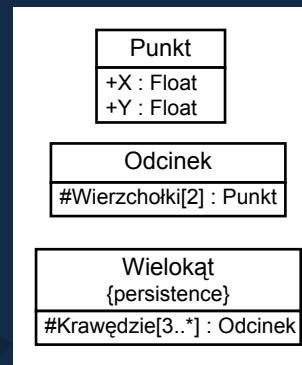 Punkt
+X : Float
+Y : Float
Odcinek
#Wierzchołki[2] : Punkt
Wielokąt
{persistence}
#Krawędzie[3..*] : Odcinek